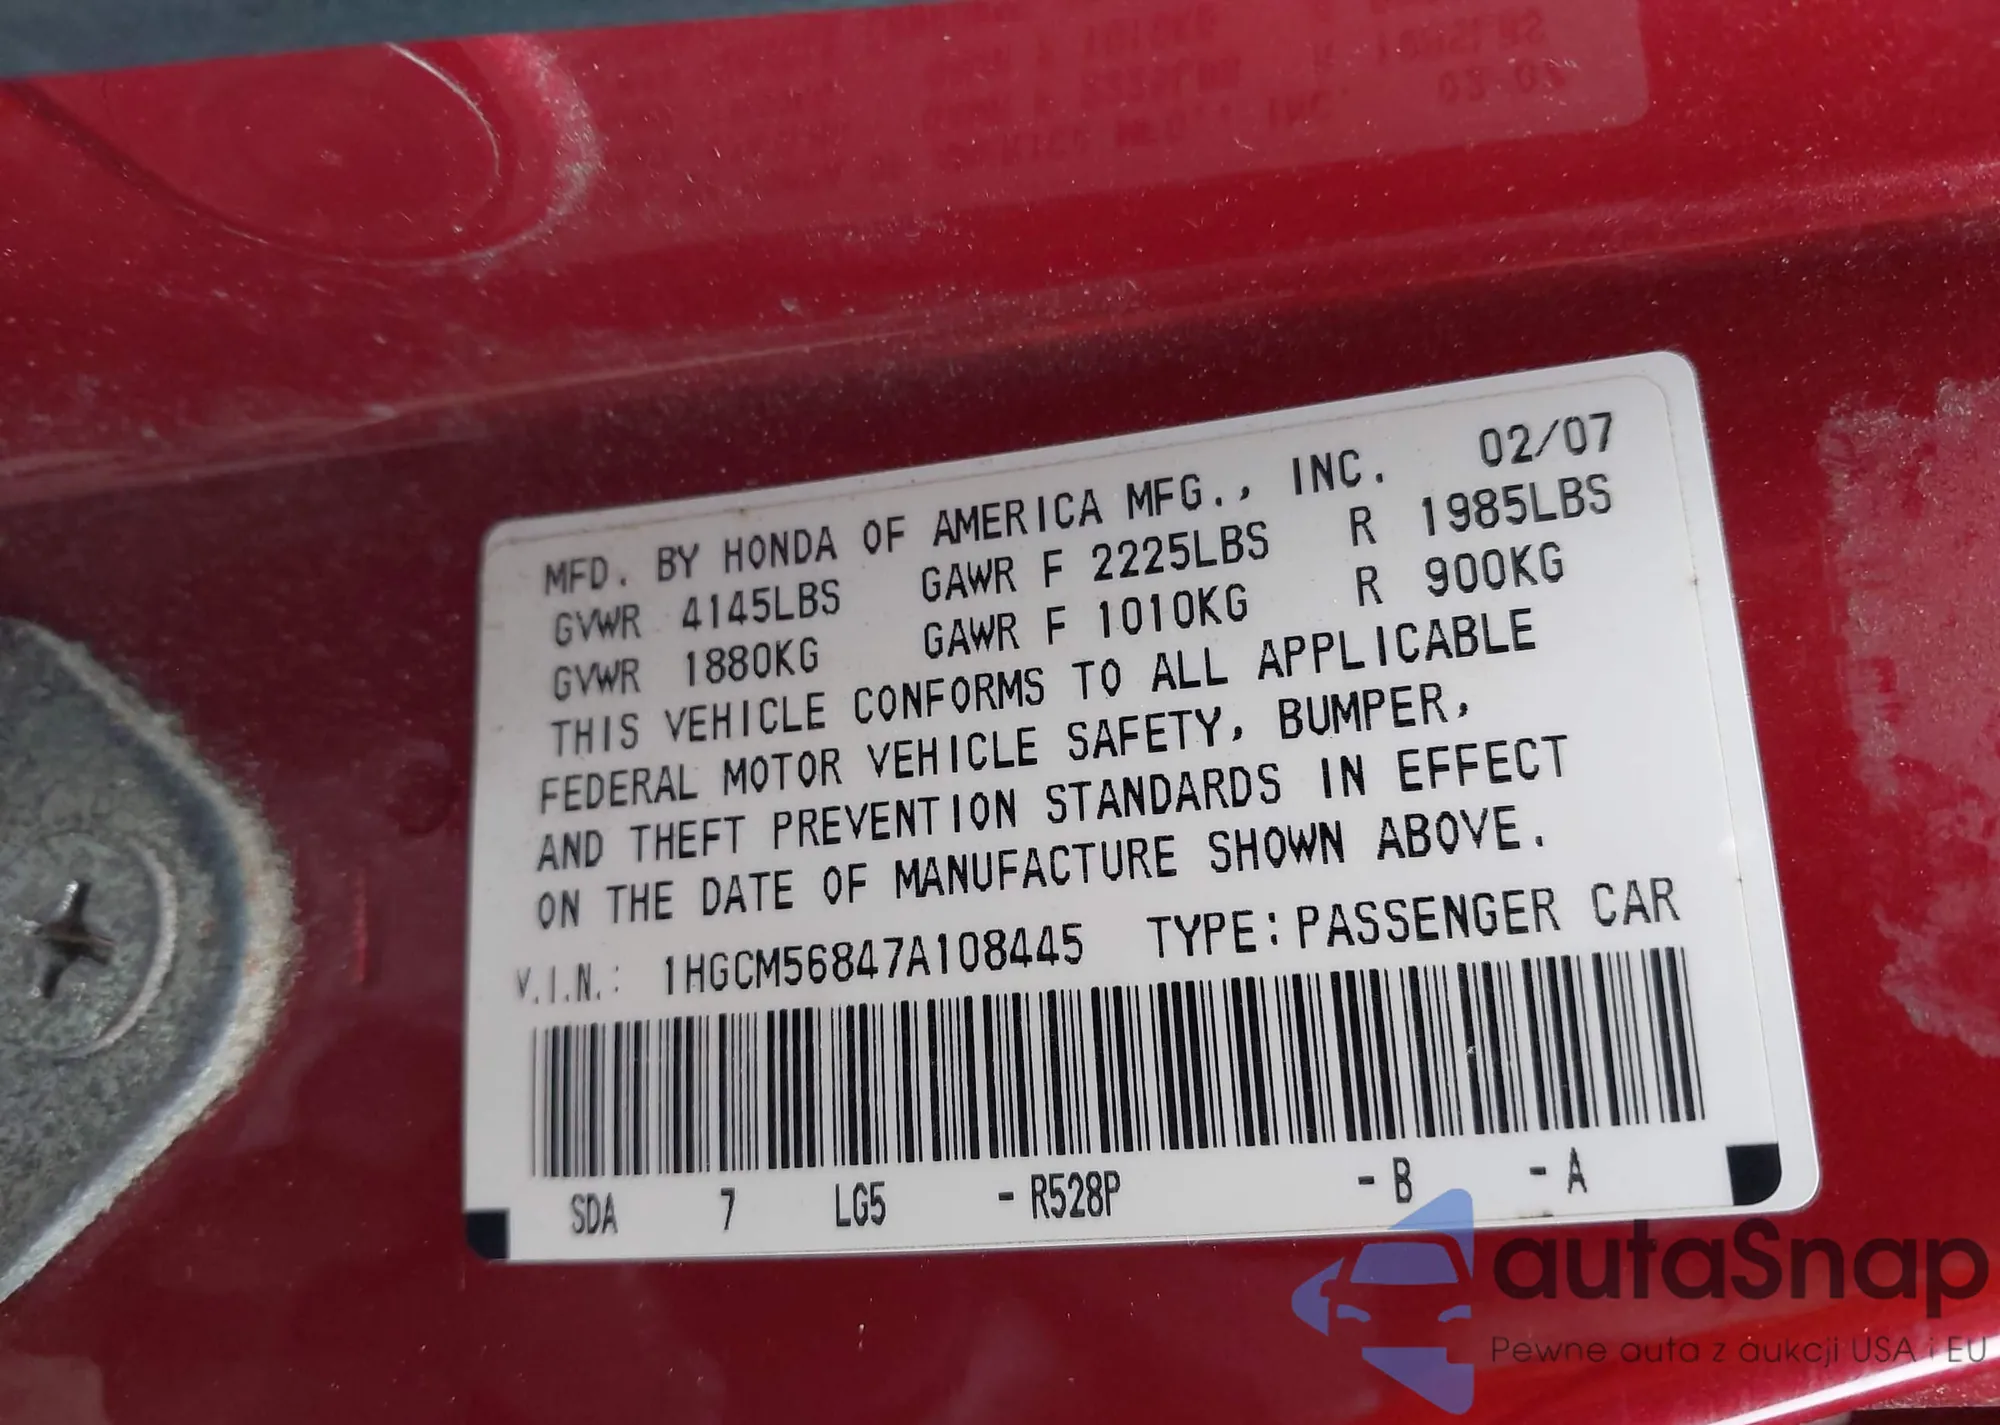 MFD. BY HONDA OF AMERICA MFG., INC. 02/07
GVWR 4145LBS GAWR F 2225LBS R 1985LBS
GVWR 1880KG GAWR F 1010KG R 900KG
THIS VEHICLE CONFORMS TO ALL APPLICABLE
FEDERAL MOTOR VEHICLE SAFETY, BUMPER,
AND THEFT PREVENTION STANDARDS IN EFFECT
ON THE DATE OF MANUFACTURE SHOWN ABOVE.
V.I.N.: 1HGCM56847A108445 TYPE:PASSENGER CAR
SDA 7 LG5 -R528P -B -A
autaSnap
Pewne auta z aukcji USA i EU